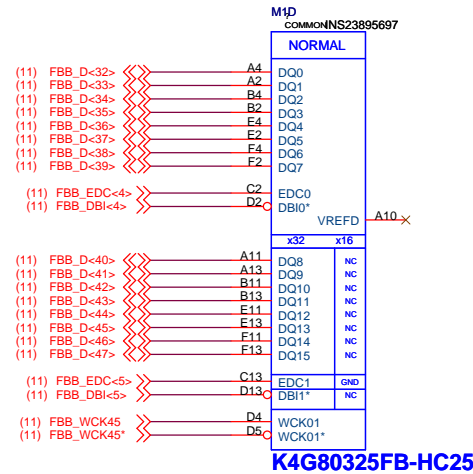 M1D
COMMON INS23895697
NORMAL
(11) FBB_D<32> A4 DQ0
(11) FBB_D<33> A2 DQ1
(11) FBB_D<34> B4 DQ2
(11) FBB_D<35> B2 DQ3
(11) FBB_D<36> E4 DQ4
(11) FBB_D<37> E2 DQ5
(11) FBB_D<38> F4 DQ6
(11) FBB_D<39> F2 DQ7
(11) FBB_EDC<4> C2 EDC0
(11) FBB_DBI<4> D2 DBI0*
VREFD A10
x32 x16
(11) FBB_D<40> A11 DQ8 NC
(11) FBB_D<41> A13 DQ9 NC
(11) FBB_D<42> B11 DQ10 NC
(11) FBB_D<43> B13 DQ11 NC
(11) FBB_D<44> E11 DQ12 NC
(11) FBB_D<45> E13 DQ13 NC
(11) FBB_D<46> F11 DQ14 NC
(11) FBB_D<47> F13 DQ15 NC
(11) FBB_EDC<5> C13 EDC1 GND
(11) FBB_DBI<5> D13 DBI1* NC
(11) FBB_WCK45 D4 WCK01
(11) FBB_WCK45* D5 WCK01*
K4G80325FB-HC25